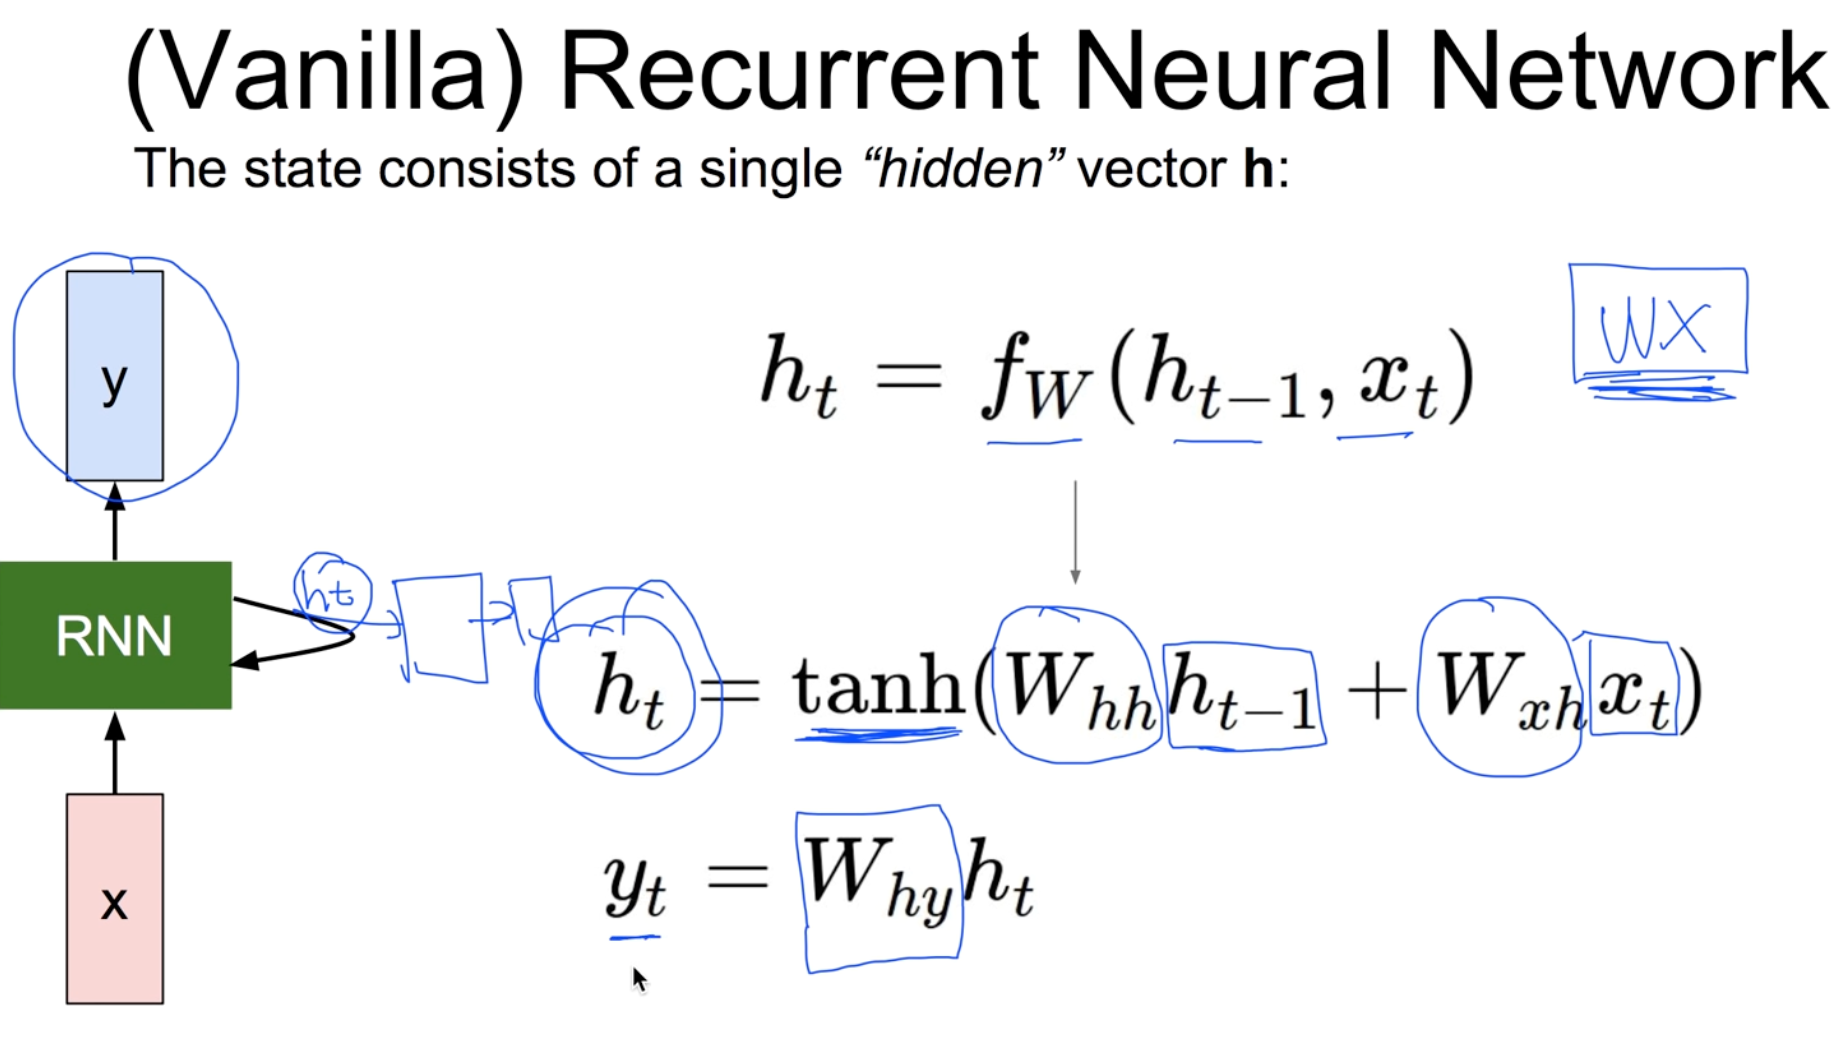 (Vanilla) Recurrent Neural Network
The state consists of a single “hidden” vector h:
y
WX
h_t = f_W(h_{t-1}, x_t)
ht
RNN
h_t = tanh(W_{hh}h_{t-1} + W_{xh}x_t)
y_t = W_{hy}h_t
x